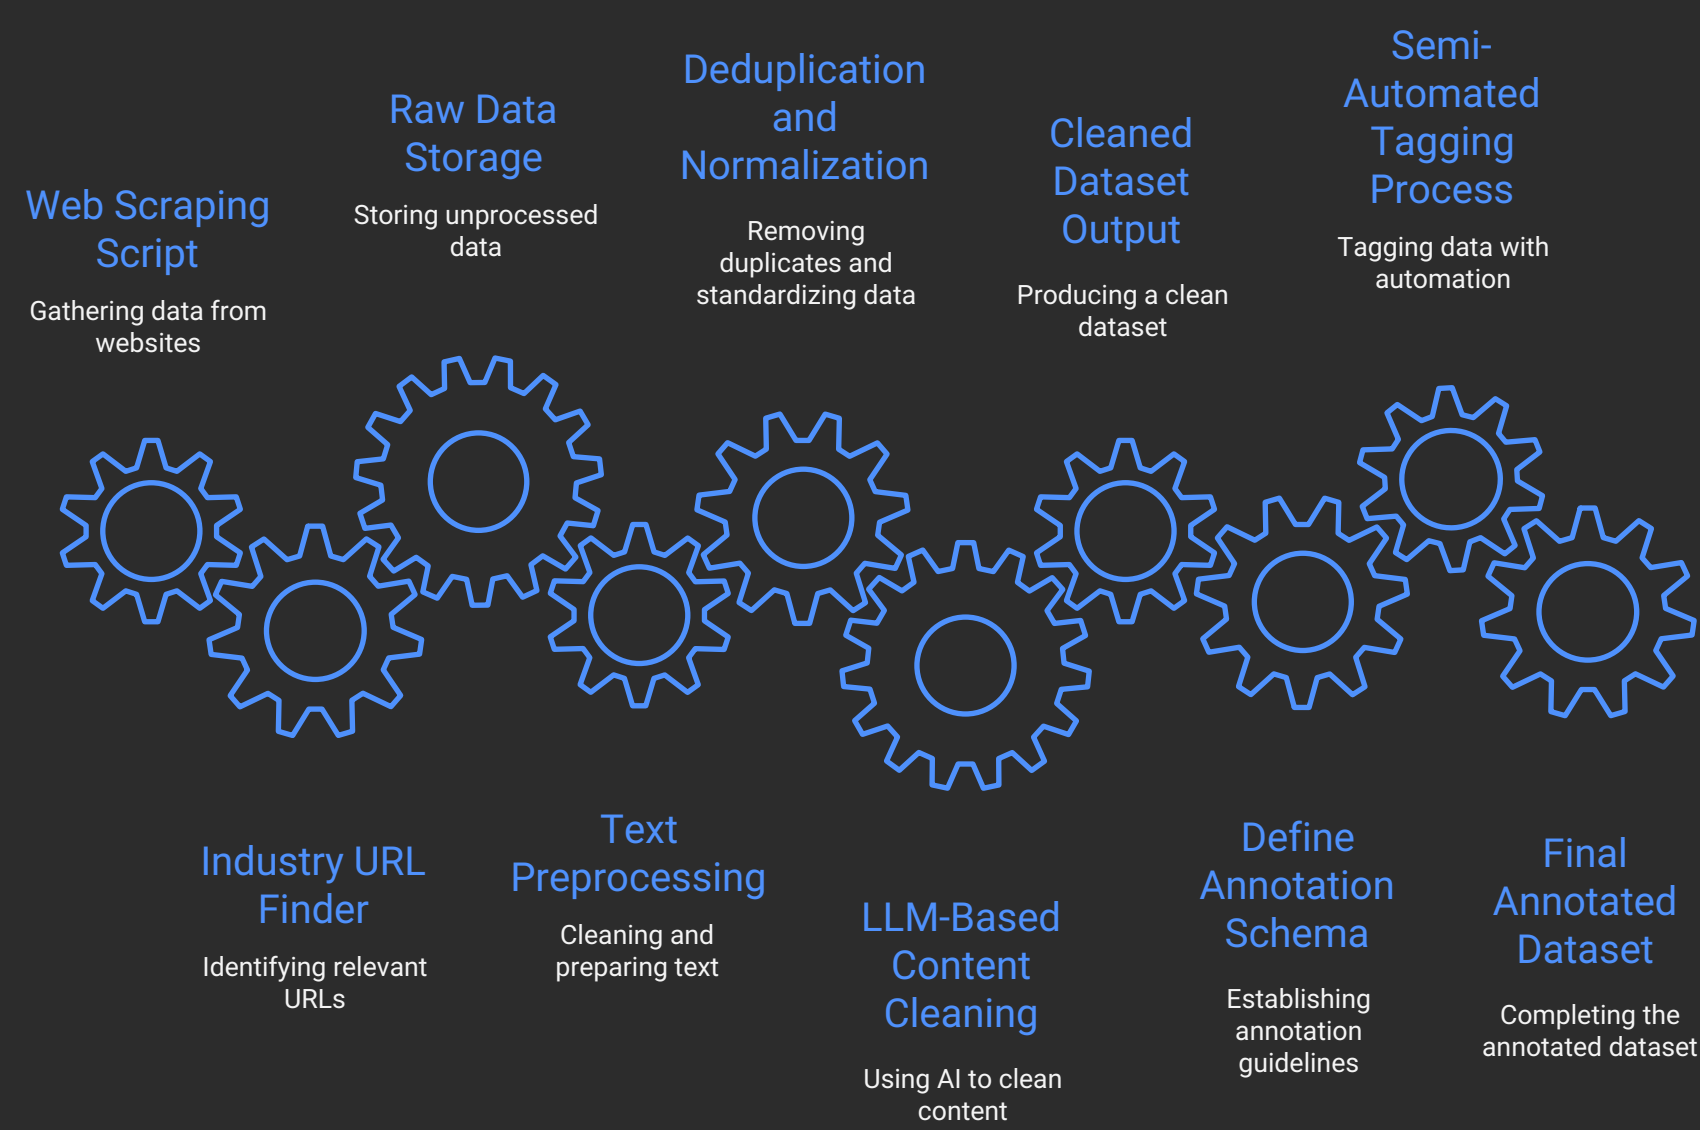 Web Scraping
Script
Gathering data from
websites
Industry URL
Finder
Identifying relevant
URLs
Raw Data
Storage
Storing unprocessed
data
Text
Preprocessing
Cleaning and
preparing text
Deduplication
and
Normalization
Removing
duplicates and
standardizing data
LLM-Based
Content
Cleaning
Using AI to clean
content
Cleaned
Dataset
Output
Producing a clean
dataset
Define
Annotation
Schema
Establishing
annotation
guidelines
Semi-
Automated
Tagging
Process
Tagging data with
automation
Final
Annotated
Dataset
Completing the
annotated dataset